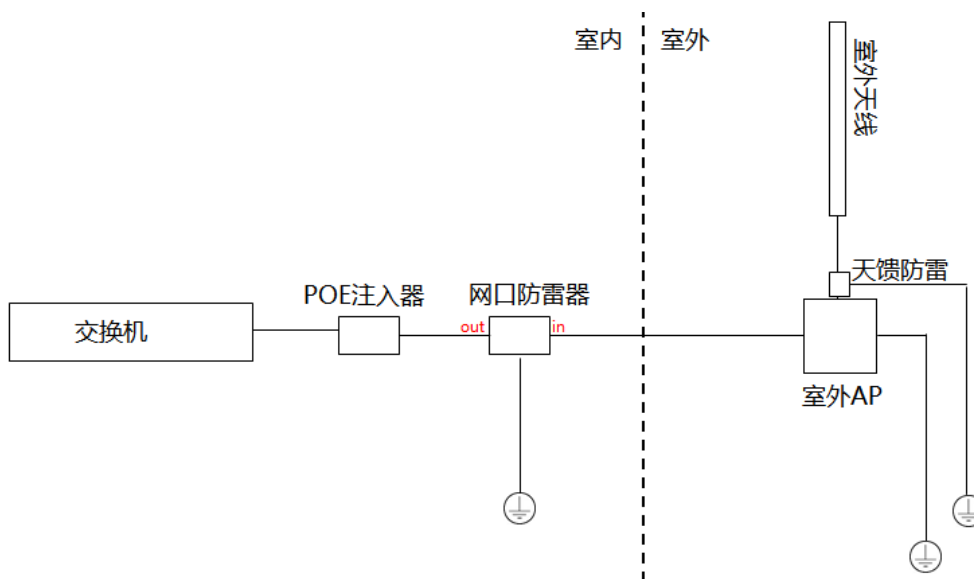 室内
室外
室外天线
天馈防雷
POE注入器
网口防雷器
交换机
out
in
室外AP